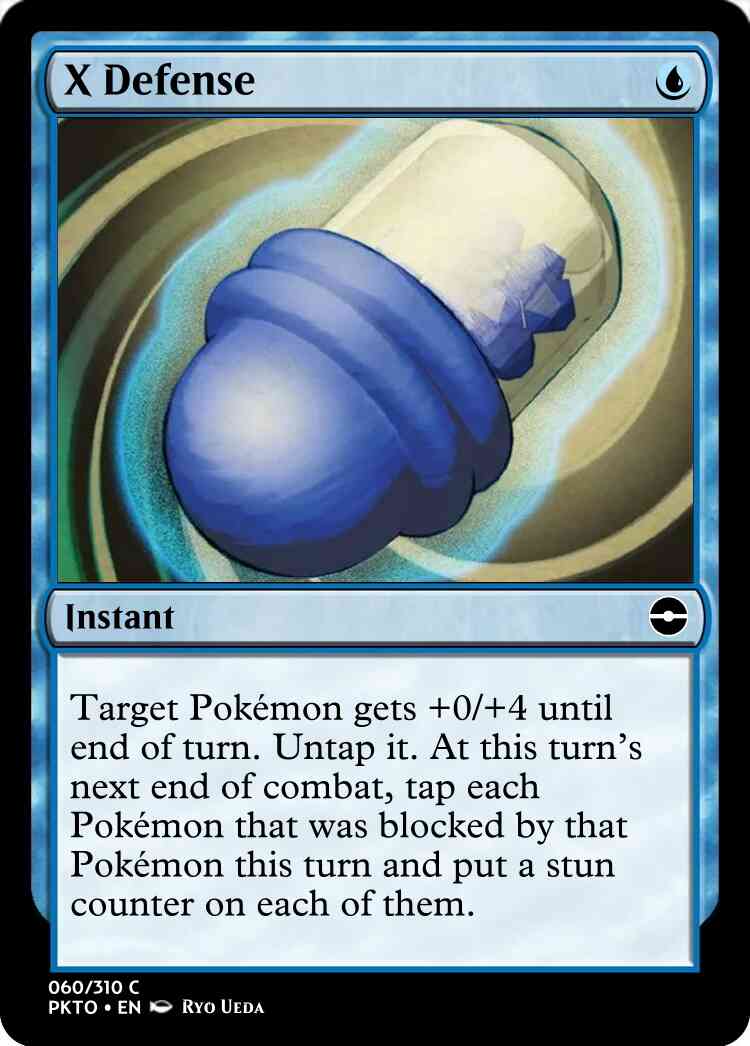 X Defense
Instant
Target Pokémon gets +0/+4 until
end of turn. Untap it. At this turn’s
next end of combat, tap each
Pokémon that was blocked by that
Pokémon this turn and put a stun
counter on each of them.
060/310 C
PKTO • EN Ryo Ueda